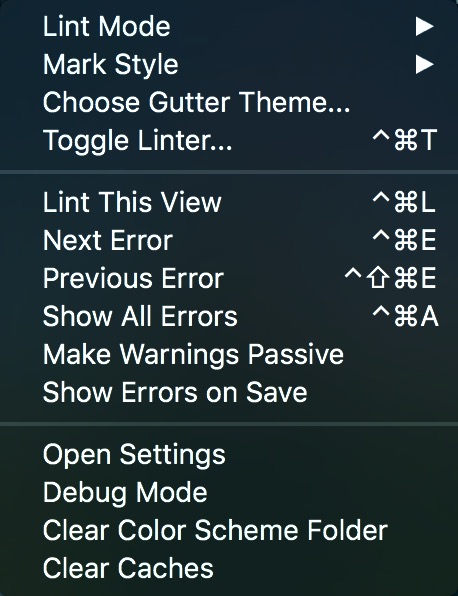 Lint Mode ▶
Mark Style ▶
Choose Gutter Theme...
Toggle Linter... ^⌘T
Lint This View ^⌘L
Next Error ^⌘E
Previous Error ^⇧⌘E
Show All Errors ^⌘A
Make Warnings Passive
Show Errors on Save
Open Settings
Debug Mode
Clear Color Scheme Folder
Clear Caches